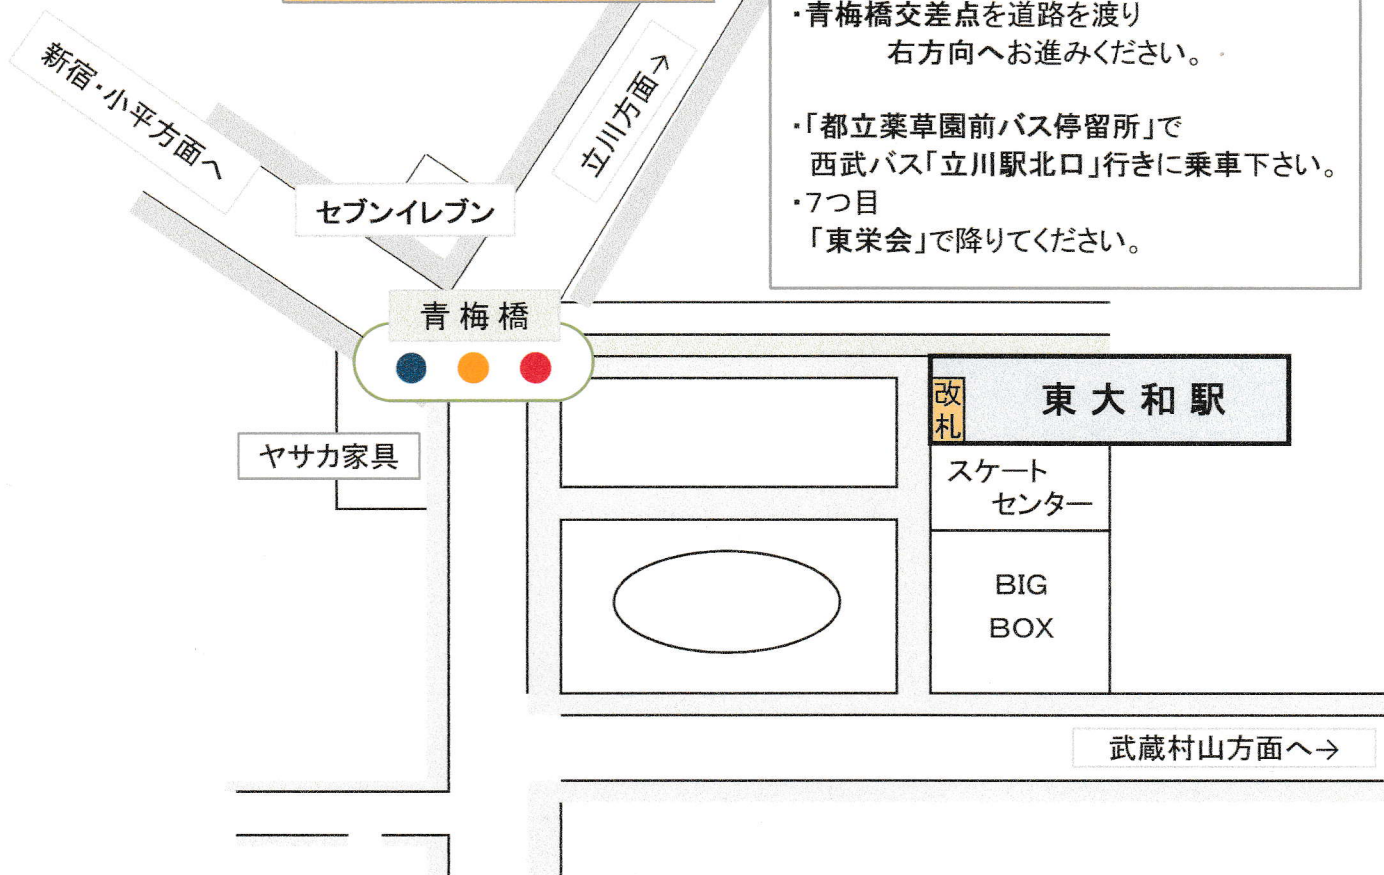 ・青梅橋交差点を道路を渡り
右方向へお進みください。
・「都立薬草園前バス停留所」で
西武バス「立川駅北口」行きに乗車下さい。
・7つ目
「東栄会」で降りてください。
新宿・小平方面へ
立川方面→
セブンイレブン
青梅橋
東大和駅
改札
ヤサカ家具
スケート
センター
BIG
BOX
武蔵村山方面へ→